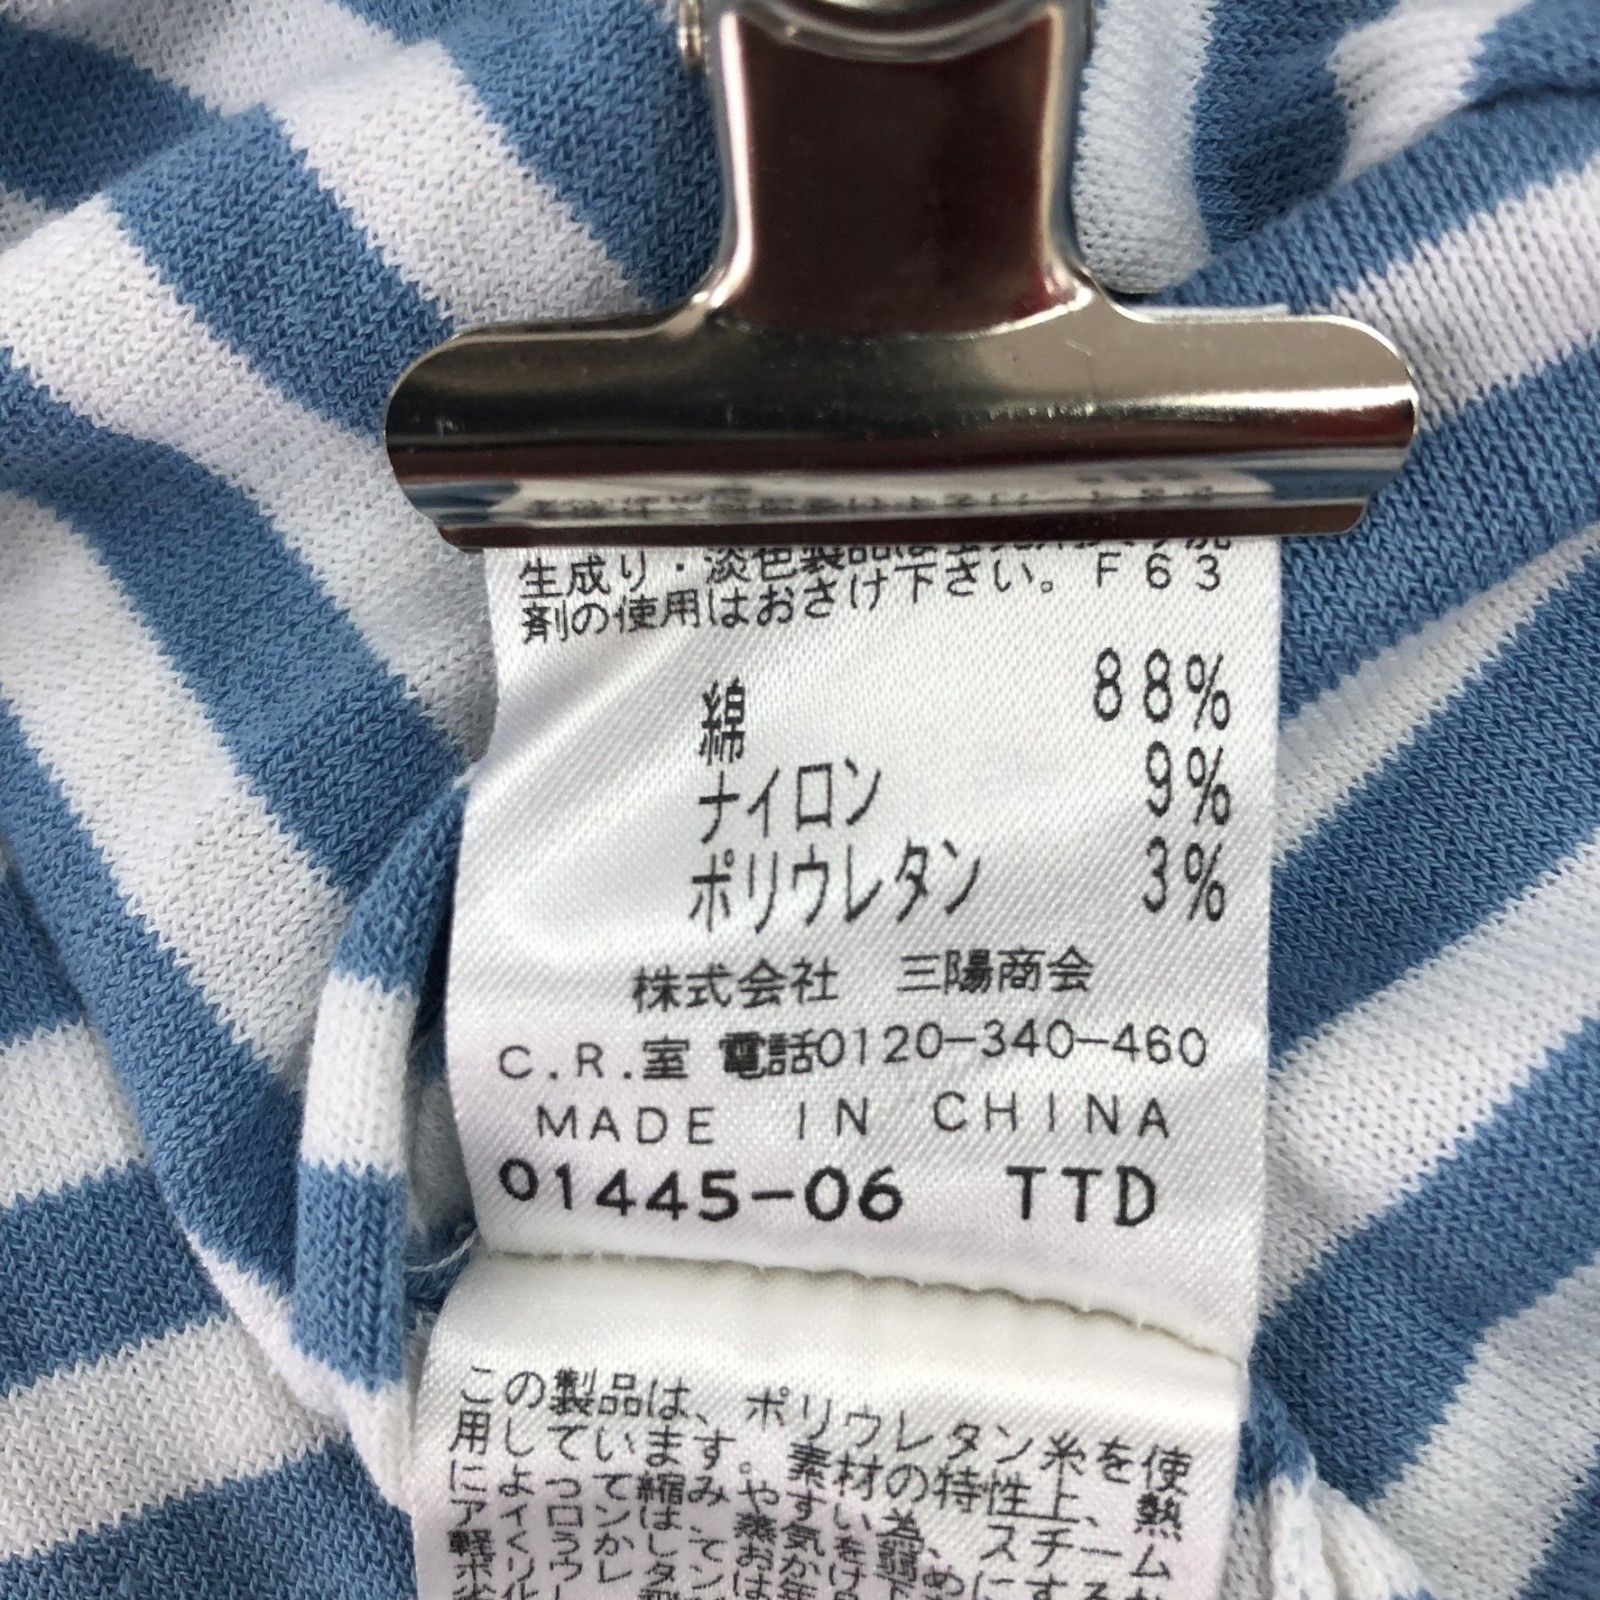 生成り・淡色製品は
剤の使用はおさけ下さい。F63
綿 88%
ナイロン 9%
ポリウレタン 3%
株式会社 三陽商会
C.R.室 電話0120-340-460
MADE IN CHINA
01445-06 TTD
この製品は、ポリウレタン糸を使
用しています。素材の特性上、熱
によって縮みやすい為、スチーム